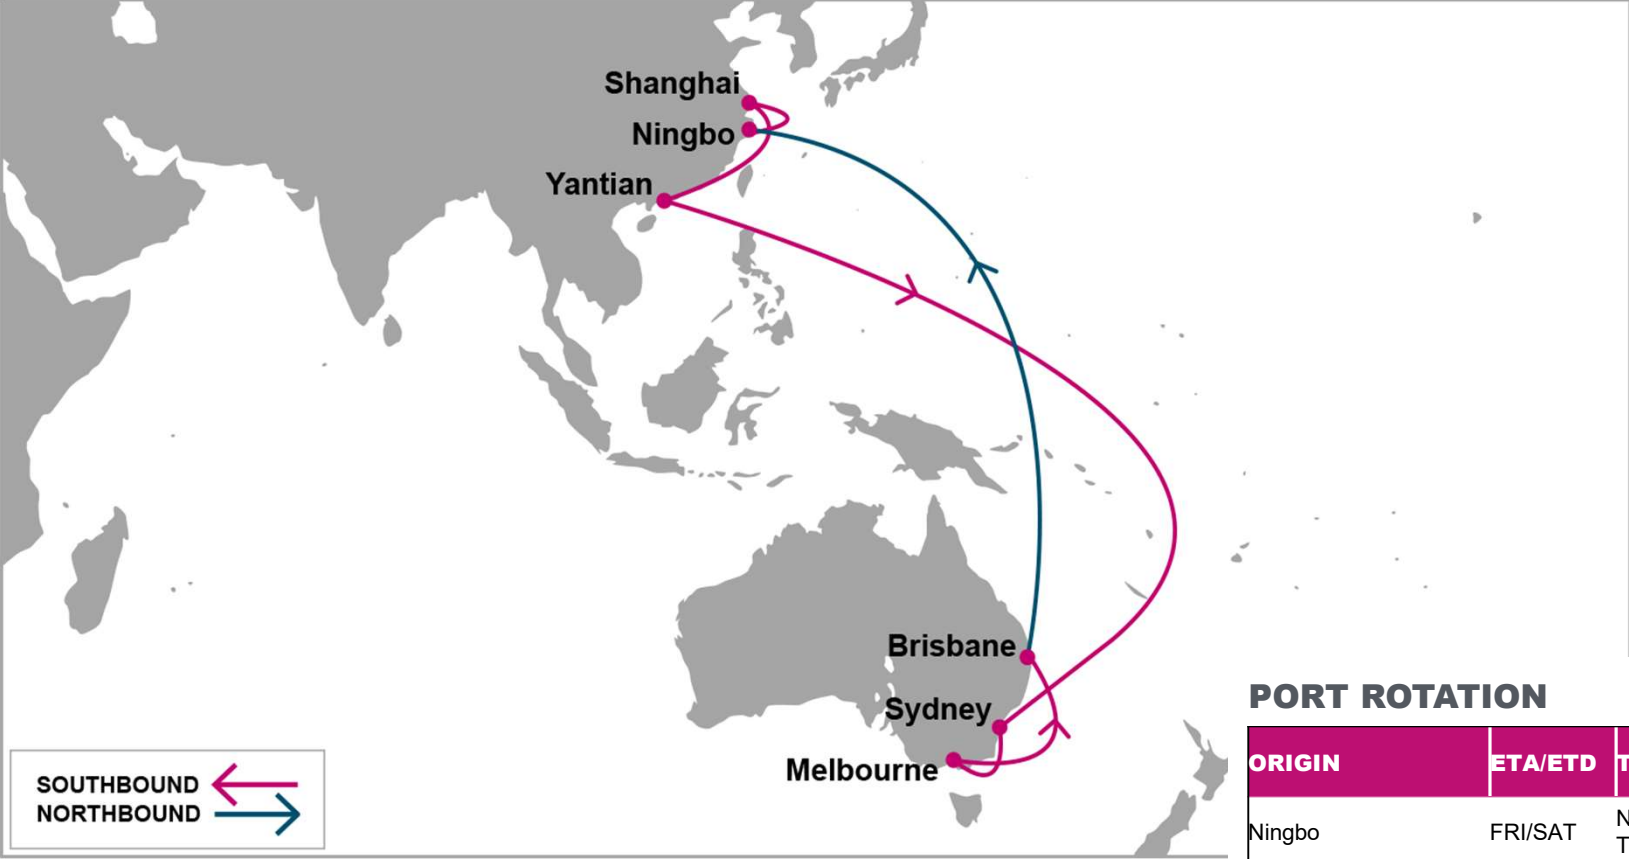 Shanghai
Ningbo
Yantian
Brisbane
Sydney
Melbourne
SOUTHBOUND
NORTHBOUND
PORT ROTATION
ORIGIN ETA/ETD
Ningbo FRI/SAT